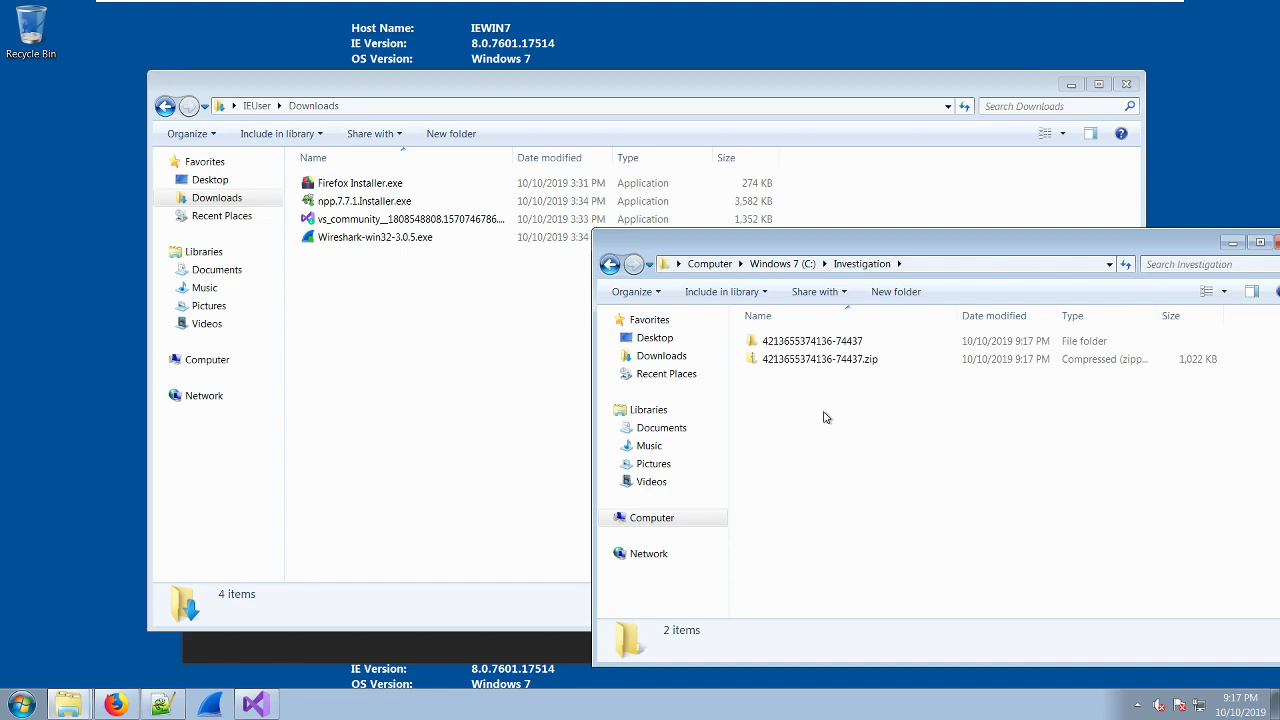 Recycle Bin
Host Name: IEWIN7
IE Version: 8.0.7601.17514
OS Version: Windows 7
IEUser Downloads
Search Downloads
Organize Include in library Share with New folder
Favorites
Desktop
Downloads
Recent Places
Libraries
Documents
Music
Pictures
Videos
Computer
Network
Name Date modified Type Size
Firefox Installer.exe 10/10/2019 3:31 PM Application 274 KB
npp.7.7.1.Installer.exe 10/10/2019 3:34 PM Application 3,582 KB
vs_community__1808548808.1570746786.... 10/10/2019 3:33 PM Application 1,352 KB
Wireshark-win32-3.0.5.exe 10/10/2019 3:34
4 items
Computer Windows 7 (C:) Investigation
Search Investigation
Organize Include in library Share with New folder
Favorites
Desktop
Downloads
Recent Places
Libraries
Documents
Music
Pictures
Videos
Computer
Network
Name Date modified Type Size
4213655374136-74437 10/10/2019 9:17 PM File folder
4213655374136-74437.zip 10/10/2019 9:17 PM Compressed (zipp... 1,022 KB
2 items
IE Version: 8.0.7601.17514
OS Version: Windows 7
9:17 PM
10/10/2019